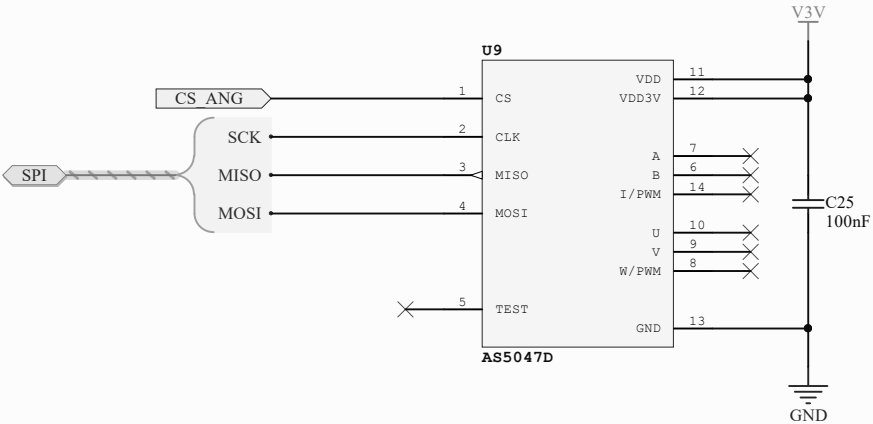 V3V
U9
VDD 11
CS_ANG 1 CS VDD3V 12
SCK 2 CLK
A 7
SPI MISO 3 MISO B 6
I/PWM 14
C25
MOSI 4 MOSI 100nF
U 10
V 9
W/PWM 8
5 TEST
GND 13
AS5047D
GND